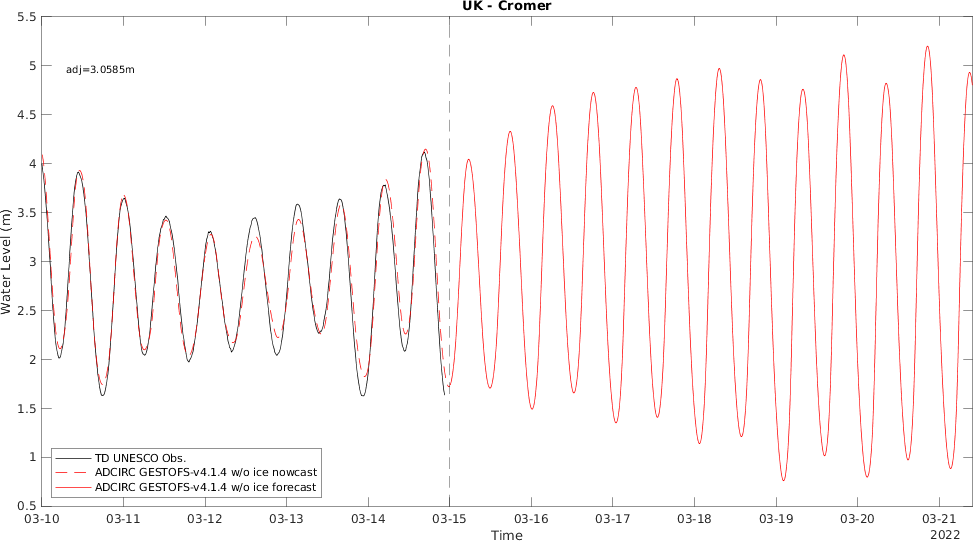 UK - Cromer
5.5
5
4.5
4
3.5
3
2.5
2
1.5
1
0.5
Water Level (m)
adj=3.0585m
TD UNESCO Obs.
ADCIRC GESTOFS-v4.1.4 w/o ice nowcast
ADCIRC GESTOFS-v4.1.4 w/o ice forecast
03-10 03-11 03-12 03-13 03-14 03-15 03-16 03-17 03-18 03-19 03-20 03-21
Time
2022